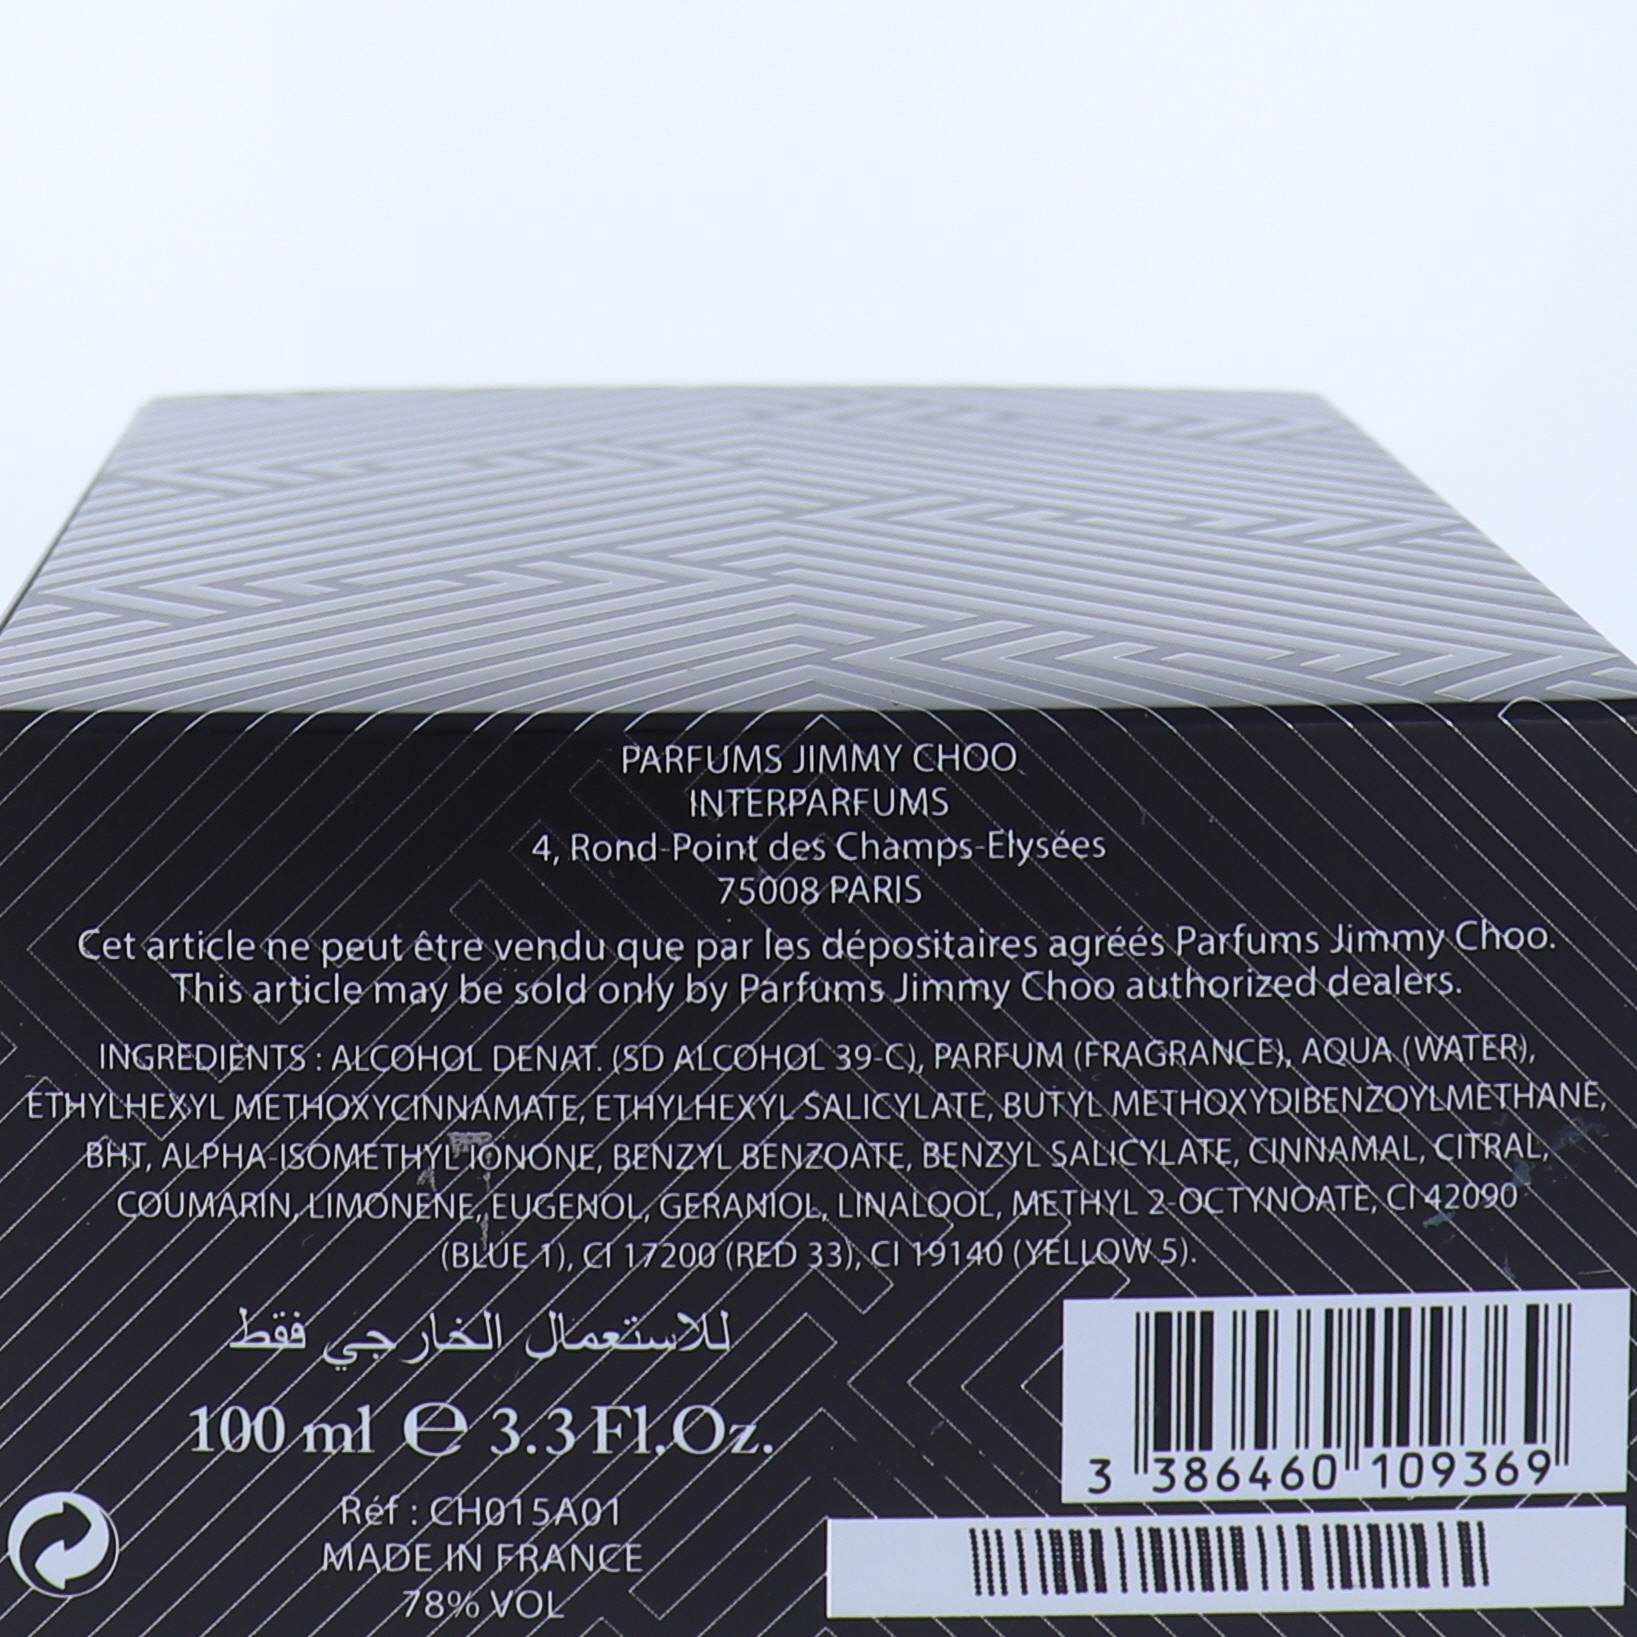 PARFUMS JIMMY CHOO
INTERPARFUMS
4, Rond-Point des Champs-Elysées
75008 PARIS
Cet article ne peut être vendu que par les dépositaires agréés Parfums Jimmy Choo.
This article may be sold only by Parfums Jimmy Choo authorized dealers.
INGREDIENTS : ALCOHOL DENAT. (SD ALCOHOL 39-C), PARFUM (FRAGRANCE), AQUA (WATER),
ETHYLHEXYL METHOXYCINNAMATE, ETHYLHEXYL SALICYLATE, BUTYL METHOXYDIBENZOYLMETHANE,
BHT, ALPHA-ISOMETHYL IONONE, BENZYL BENZOATE, BENZYL SALICYLATE, CINNAMAL, CITRAL,
COUMARIN, LIMONENE, EUGENOL, GERANIOL, LINALOOL, METHYL 2-OCTYNOATE, CI 42090
(BLUE 1), CI 17200 (RED 33), CI 19140 (YELLOW 5).
للاستعمال الخارجي فقط
100 ml e 3.3 Fl.Oz.
3 386460 109369
Réf : CH015A01
MADE IN FRANCE
78% VOL